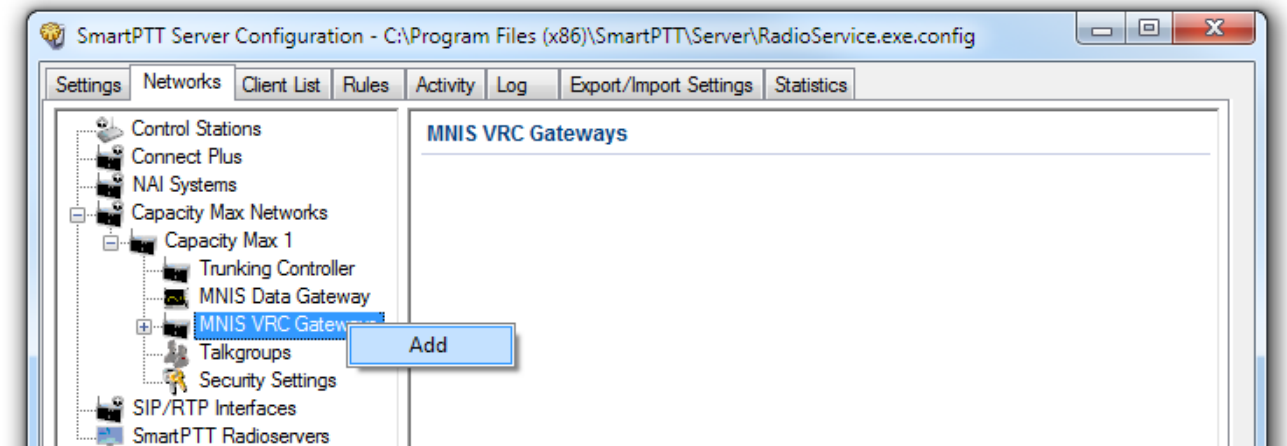 SmartPTT Server Configuration - C:\Program Files (x86)\SmartPTT\Server\RadioService.exe.config
Settings Networks Client List Rules Activity Log Export/Import Settings Statistics
Control Stations
Connect Plus
NAI Systems
Capacity Max Networks
Capacity Max 1
Trunking Controller
MNIS Data Gateway
MNIS VRC Gateways
Talkgroups
Security Settings
SIP/RTP Interfaces
SmartPTT Radioservers
MNIS VRC Gateways
Add